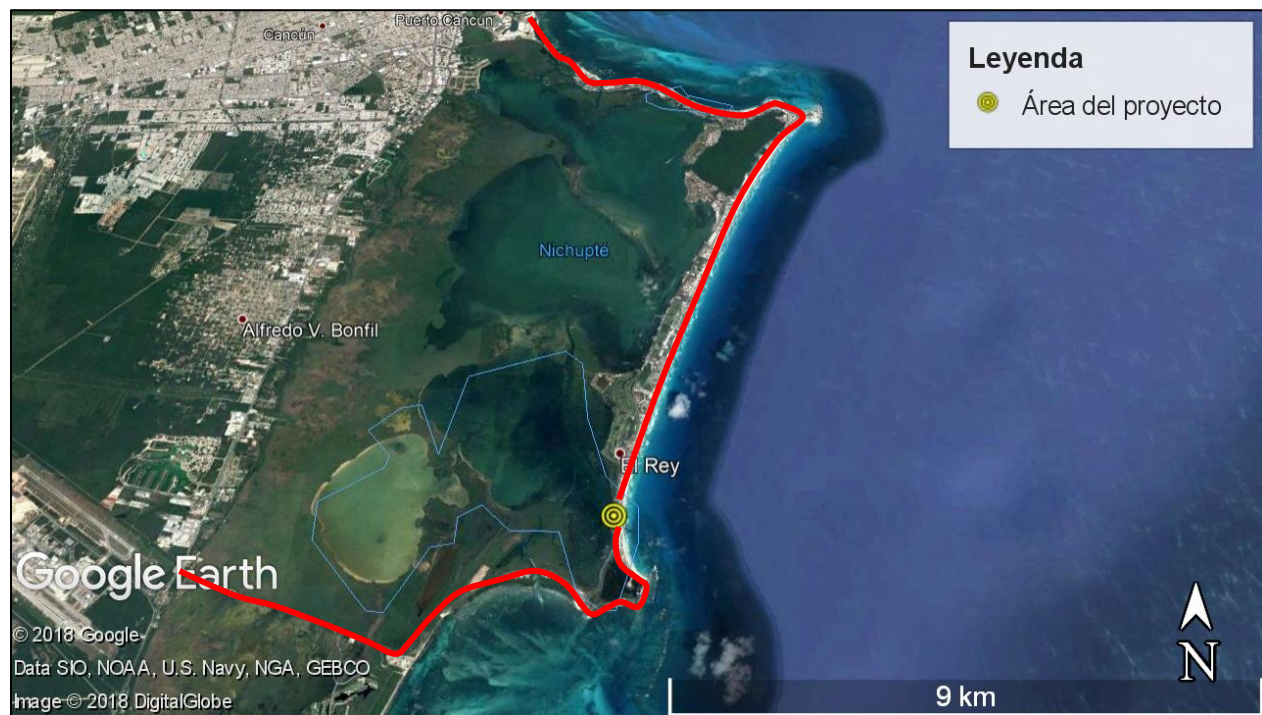 Puerto Cancun
Cancún
Leyenda
Área del proyecto
Nichupté
Alfredo V. Bonfil
El Rey
Google Earth
© 2018 Google
Data SIO, NOAA, U.S. Navy, NGA, GEBCO
Image © 2018 DigitalGlobe
N
9 km